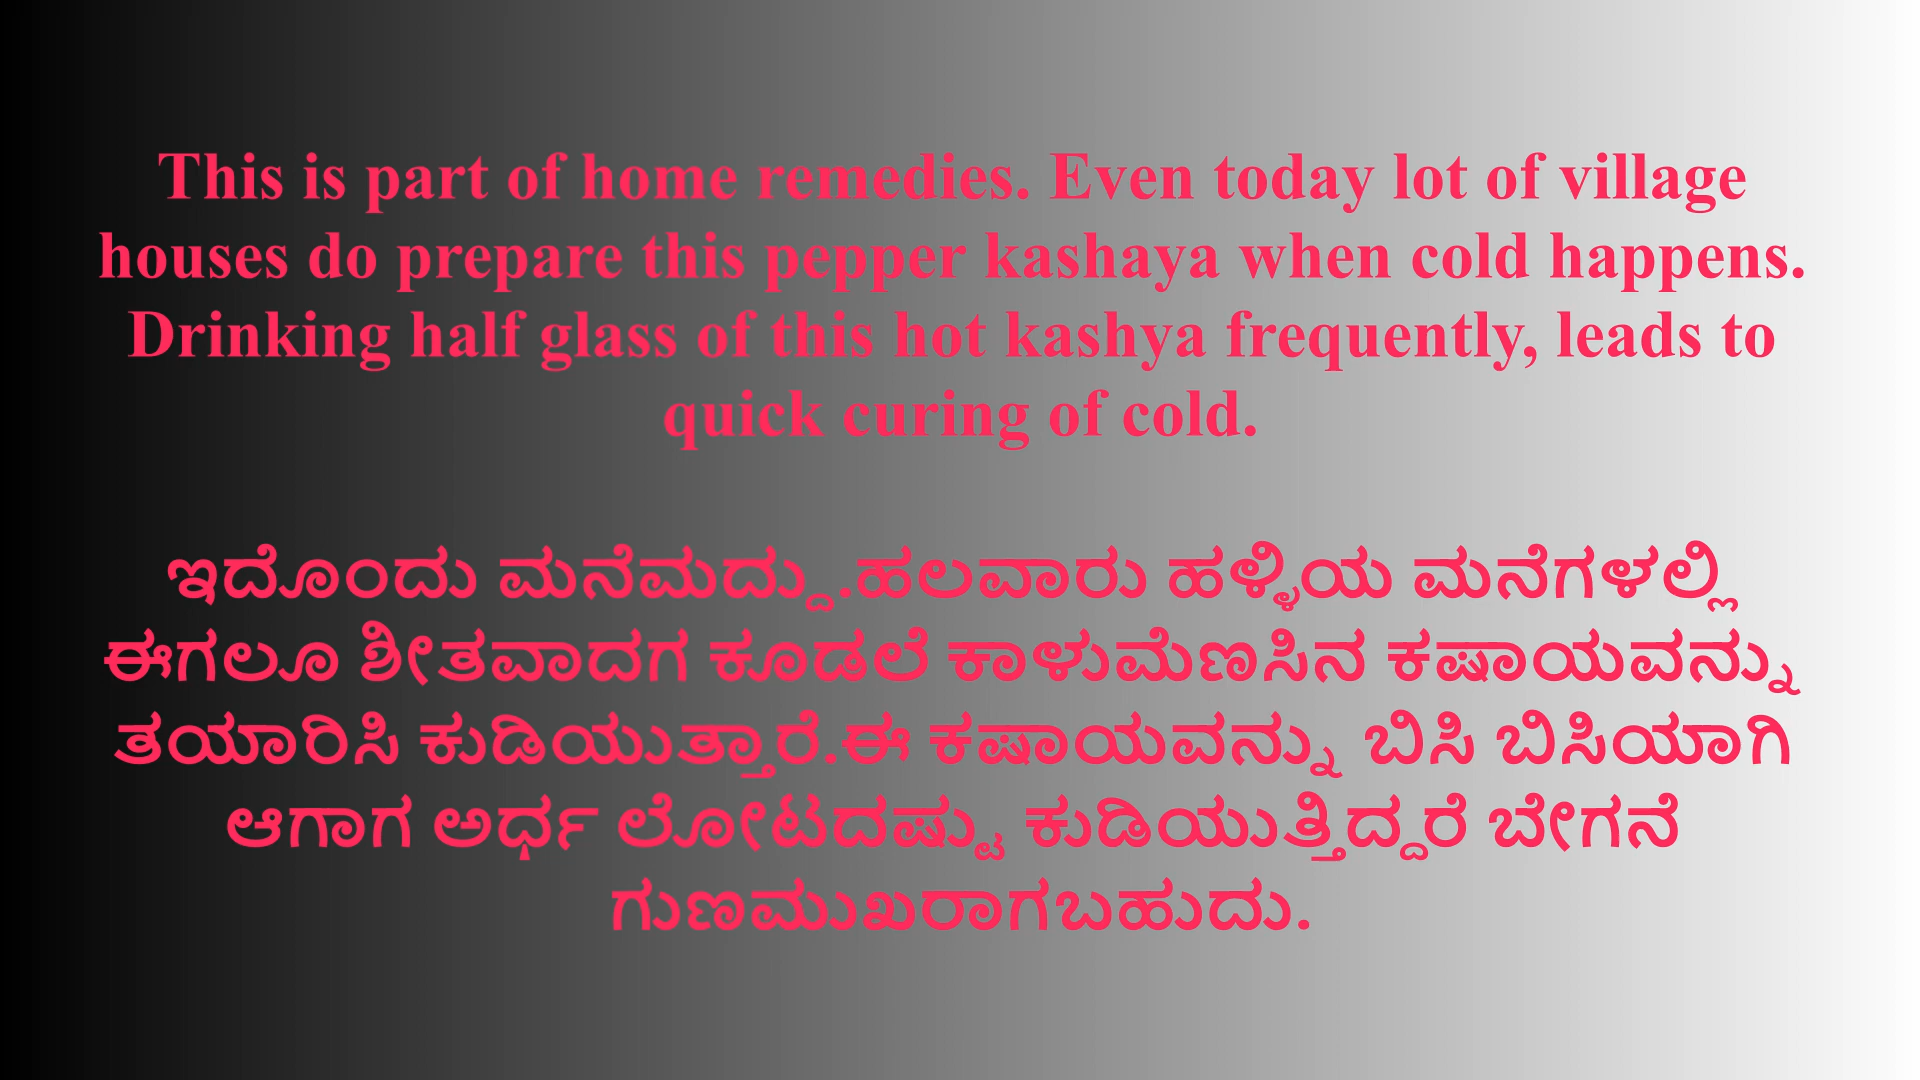 This is part of home remedies. Even today lot of village
houses do prepare this pepper kashaya when cold happens.
Drinking half glass of this hot kashya frequently, leads to
quick curing of cold.
ಇದೊಂದು ಮನೆಮದ್ದು.ಹಲವಾರು ಹಳ್ಳಿಯ ಮನೆಗಳಲ್ಲಿ
ಈಗಲೂ ಶೀತವಾದಗ ಕೂಡಲೆ ಕಾಳುಮೆಣಸಿನ ಕಷಾಯವನ್ನು
ತಯಾರಿಸಿ ಕುಡಿಯುತ್ತಾರೆ.ಈ ಕಷಾಯವನ್ನು ಬಿಸಿ ಬಿಸಿಯಾಗಿ
ಆಗಾಗ ಅರ್ಧ ಲೋಟದಷ್ಟು ಕುಡಿಯುತ್ತಿದ್ದರೆ ಬೇಗನೆ
ಗುಣಮುಖರಾಗಬಹುದು.